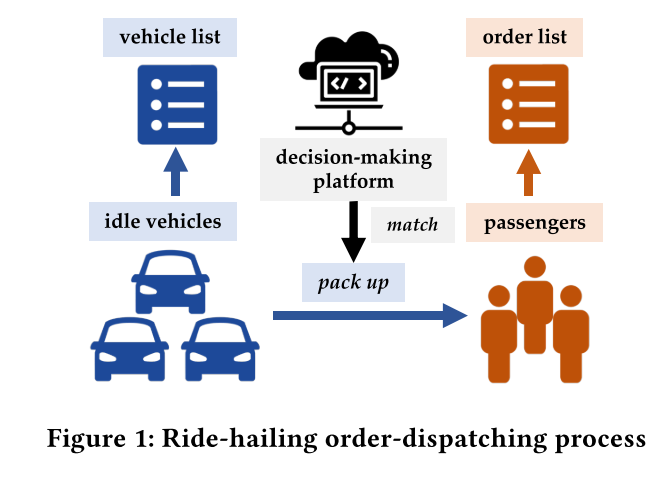 vehicle list
order list
</>
decision-making
platform
idle vehicles
match
passengers
pack up
Figure 1: Ride-hailing order-dispatching process